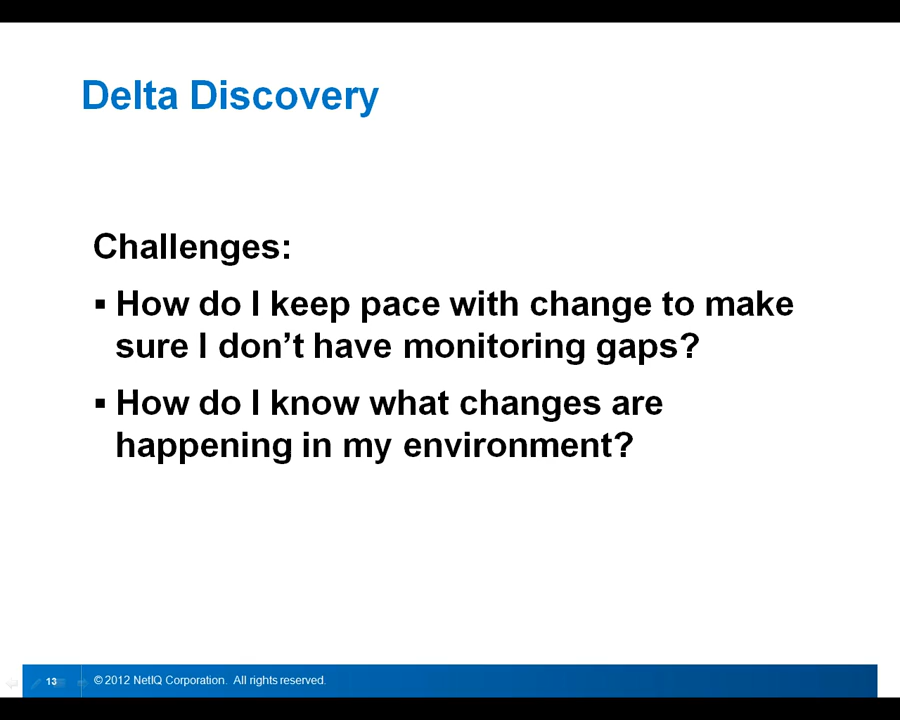 Delta Discovery
Challenges:
▪ How do I keep pace with change to make
sure I don’t have monitoring gaps?
▪ How do I know what changes are
happening in my environment?
13
© 2012 NetIQ Corporation. All rights reserved.